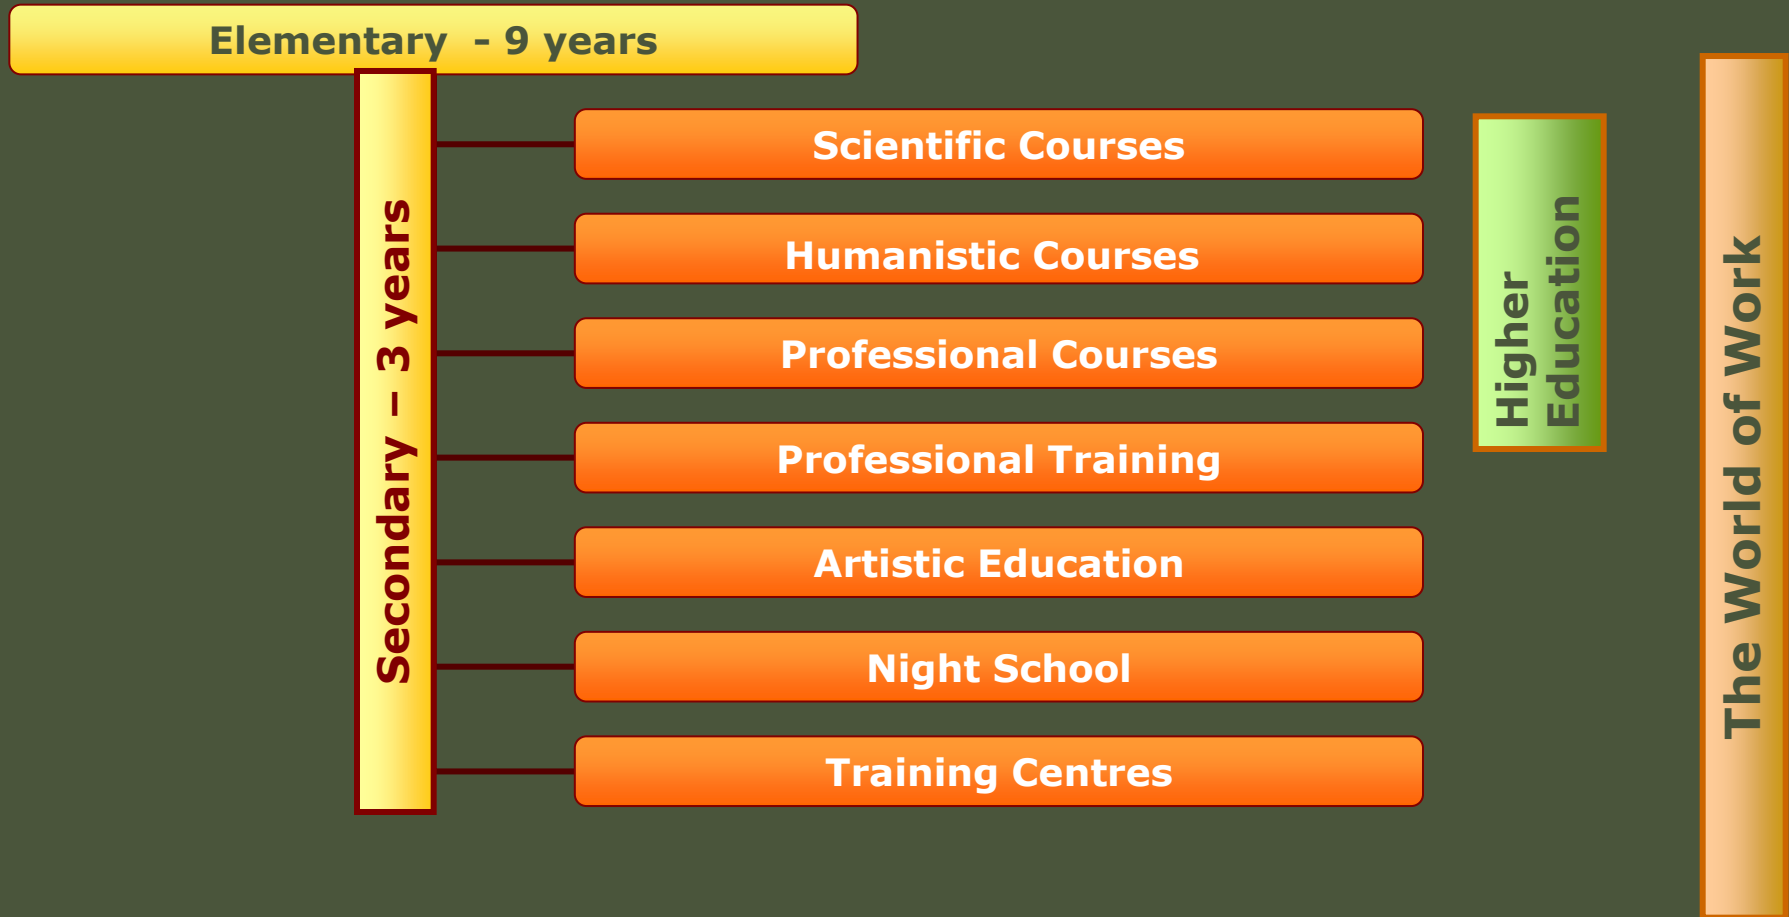 Elementary  - 9 years
Secondary – 3 years
Scientific Courses
Humanistic Courses
Professional Courses
Professional Training
Artistic Education
Night School
Training Centres
Higher
Education
The World of Work